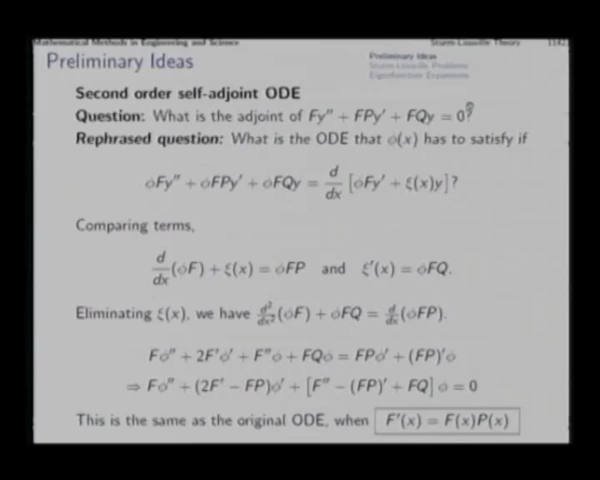 Mathematical Methods in Engineering and Science Sturm-Liouville Theory 1142,
Preliminary Ideas
Preliminary Ideas
Sturm-Liouville Problems
Eigenfunction Expansions
Second order self-adjoint ODE
Question: What is the adjoint of Fy″ + FPy′ + FQy = 0?
Rephrased question: What is the ODE that ϕ(x) has to satisfy if
ϕFy″ + ϕFPy′ + ϕFQy = d/dx [ϕFy′ + ξ(x)y]?
Comparing terms,
d/dx (ϕF) + ξ(x) = ϕFP and ξ′(x) = ϕFQ.
Eliminating ξ(x), we have d²/dx² (ϕF) + ϕFQ = d/dx (ϕFP).
Fϕ″ + 2F′ϕ′ + F″ϕ + FQϕ = FPϕ′ + (FP)′ϕ
⇒ Fϕ″ + (2F′ − FP)ϕ′ + [F″ − (FP)′ + FQ] ϕ = 0
This is the same as the original ODE, when F′(x) = F(x)P(x)